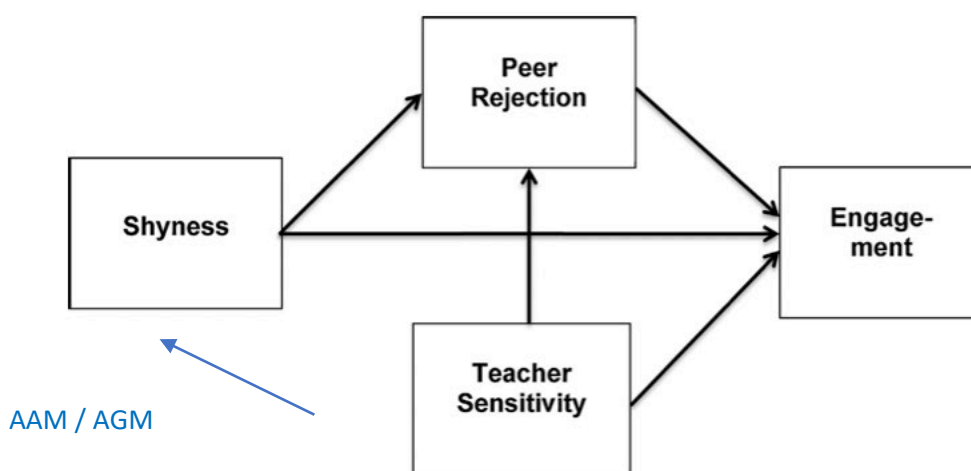 Peer
Rejection
Shyness
Engage-
ment
Teacher
Sensitivity
AAM / AGM